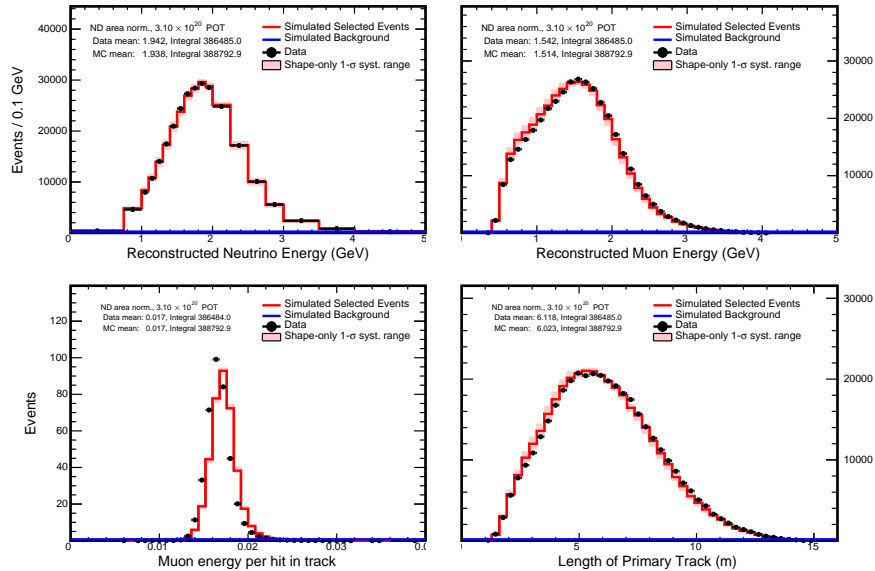 ND area norm., 3.10 × 10^20 POT
Data mean: 1.942, Integral 386485.0
MC mean: 1.938, Integral 388792.9
Simulated Selected Events
Simulated Background
Data
Shape-only 1-σ syst. range
Events / 0.1 GeV
40000
30000
20000
10000
0 1 2 3 4 5
Reconstructed Neutrino Energy (GeV)
ND area norm., 3.10 × 10^20 POT
Data mean: 1.542, Integral 386485.0
MC mean: 1.514, Integral 388792.9
Simulated Selected Events
Simulated Background
Data
Shape-only 1-σ syst. range
30000
20000
10000
0 1 2 3 4 5
Reconstructed Muon Energy (GeV)
ND area norm., 3.10 × 10^20 POT
Data mean: 0.017, Integral 386484.0
MC mean: 0.017, Integral 388792.9
Simulated Selected Events
Simulated Background
Data
Shape-only 1-σ syst. range
Events
120
100
80
60
40
20
0 0.01 0.02 0.03
Muon energy per hit in track
ND area norm., 3.10 × 10^20 POT
Data mean: 6.118, Integral 386485.0
MC mean: 6.023, Integral 388792.9
Simulated Selected Events
Simulated Background
Data
Shape-only 1-σ syst. range
30000
20000
10000
5 10 15
Length of Primary Track (m)